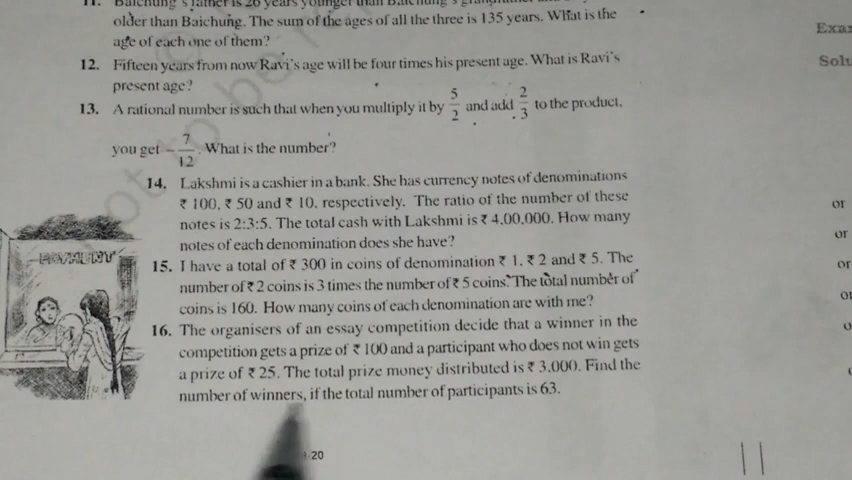 11. Baichung's father is 26 years younger than Baichung's grandfather and
older than Baichung. The sum of the ages of all the three is 135 years. What is the
age of each one of them?
12. Fifteen years from now Ravi's age will be four times his present age. What is Ravi's
present age?
13. A rational number is such that when you multiply it by 5/2 and add 2/3 to the product,
you get −7/12. What is the number?
14. Lakshmi is a cashier in a bank. She has currency notes of denominations
₹ 100, ₹ 50 and ₹ 10, respectively. The ratio of the number of these
notes is 2:3:5. The total cash with Lakshmi is ₹ 4,00,000. How many
notes of each denomination does she have?
15. I have a total of ₹ 300 in coins of denomination ₹ 1, ₹ 2 and ₹ 5. The
number of ₹ 2 coins is 3 times the number of ₹ 5 coins. The total number of
coins is 160. How many coins of each denomination are with me?
16. The organisers of an essay competition decide that a winner in the
competition gets a prize of ₹ 100 and a participant who does not win gets
a prize of ₹ 25. The total prize money distributed is ₹ 3,000. Find the
number of winners, if the total number of participants is 63.
20
or
or
or